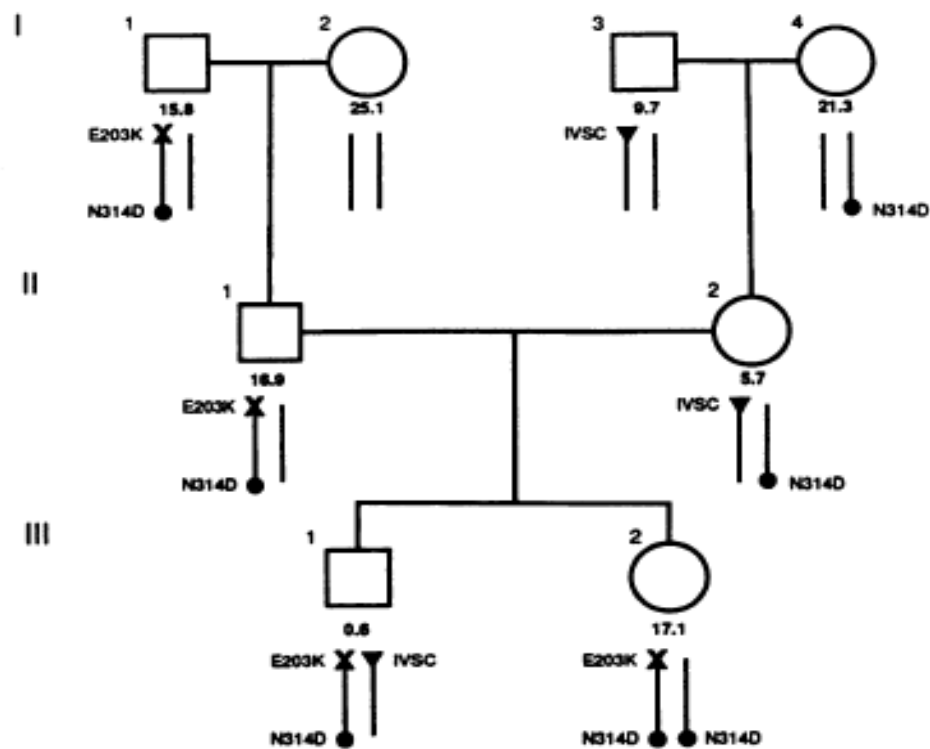 I
1 2 3 4
15.8 25.1 9.7 21.3
E203K IVSC
N314D N314D
II
1 2
16.9 5.7
E203K IVSC
N314D N314D
III
1 2
17.1
E203K IVSC E203K
N314D N314D N314D